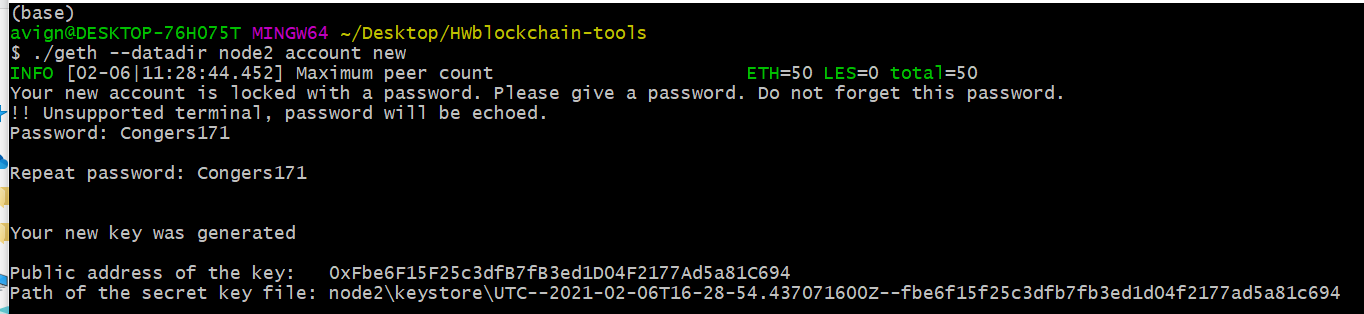 (base)
avign@DESKTOP-76H075T MINGW64 ~/Desktop/HWblockchain-tools
$ ./geth --datadir node2 account new
INFO [02-06|11:28:44.452] Maximum peer count ETH=50 LES=0 total=50
Your new account is locked with a password. Please give a password. Do not forget this password.
!! Unsupported terminal, password will be echoed.
Password: Congers171
Repeat password: Congers171
Your new key was generated
Public address of the key: 0xFbe6F15F25c3dfB7fB3ed1D04F2177Ad5a81C694
Path of the secret key file: node2\keystore\UTC--2021-02-06T16-28-54.437071600Z--fbe6f15f25c3dfb7fb3ed1d04f2177ad5a81c694